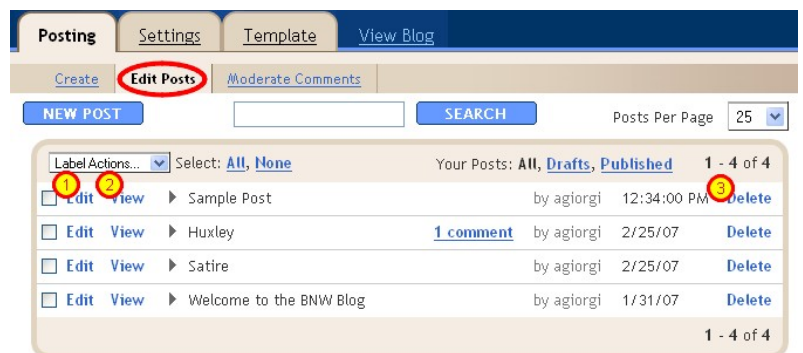 Posting Settings Template View Blog
Create Edit Posts Moderate Comments
NEW POST SEARCH Posts Per Page 25
Label Actions... Select: All, None Your Posts: All, Drafts, Published 1 - 4 of 4
1 2 3
Edit View Sample Post by agiorgi 12:34:00 PM Delete
Edit View Huxley 1 comment by agiorgi 2/25/07 Delete
Edit View Satire by agiorgi 2/25/07 Delete
Edit View Welcome to the BNW Blog by agiorgi 1/31/07 Delete
1 - 4 of 4